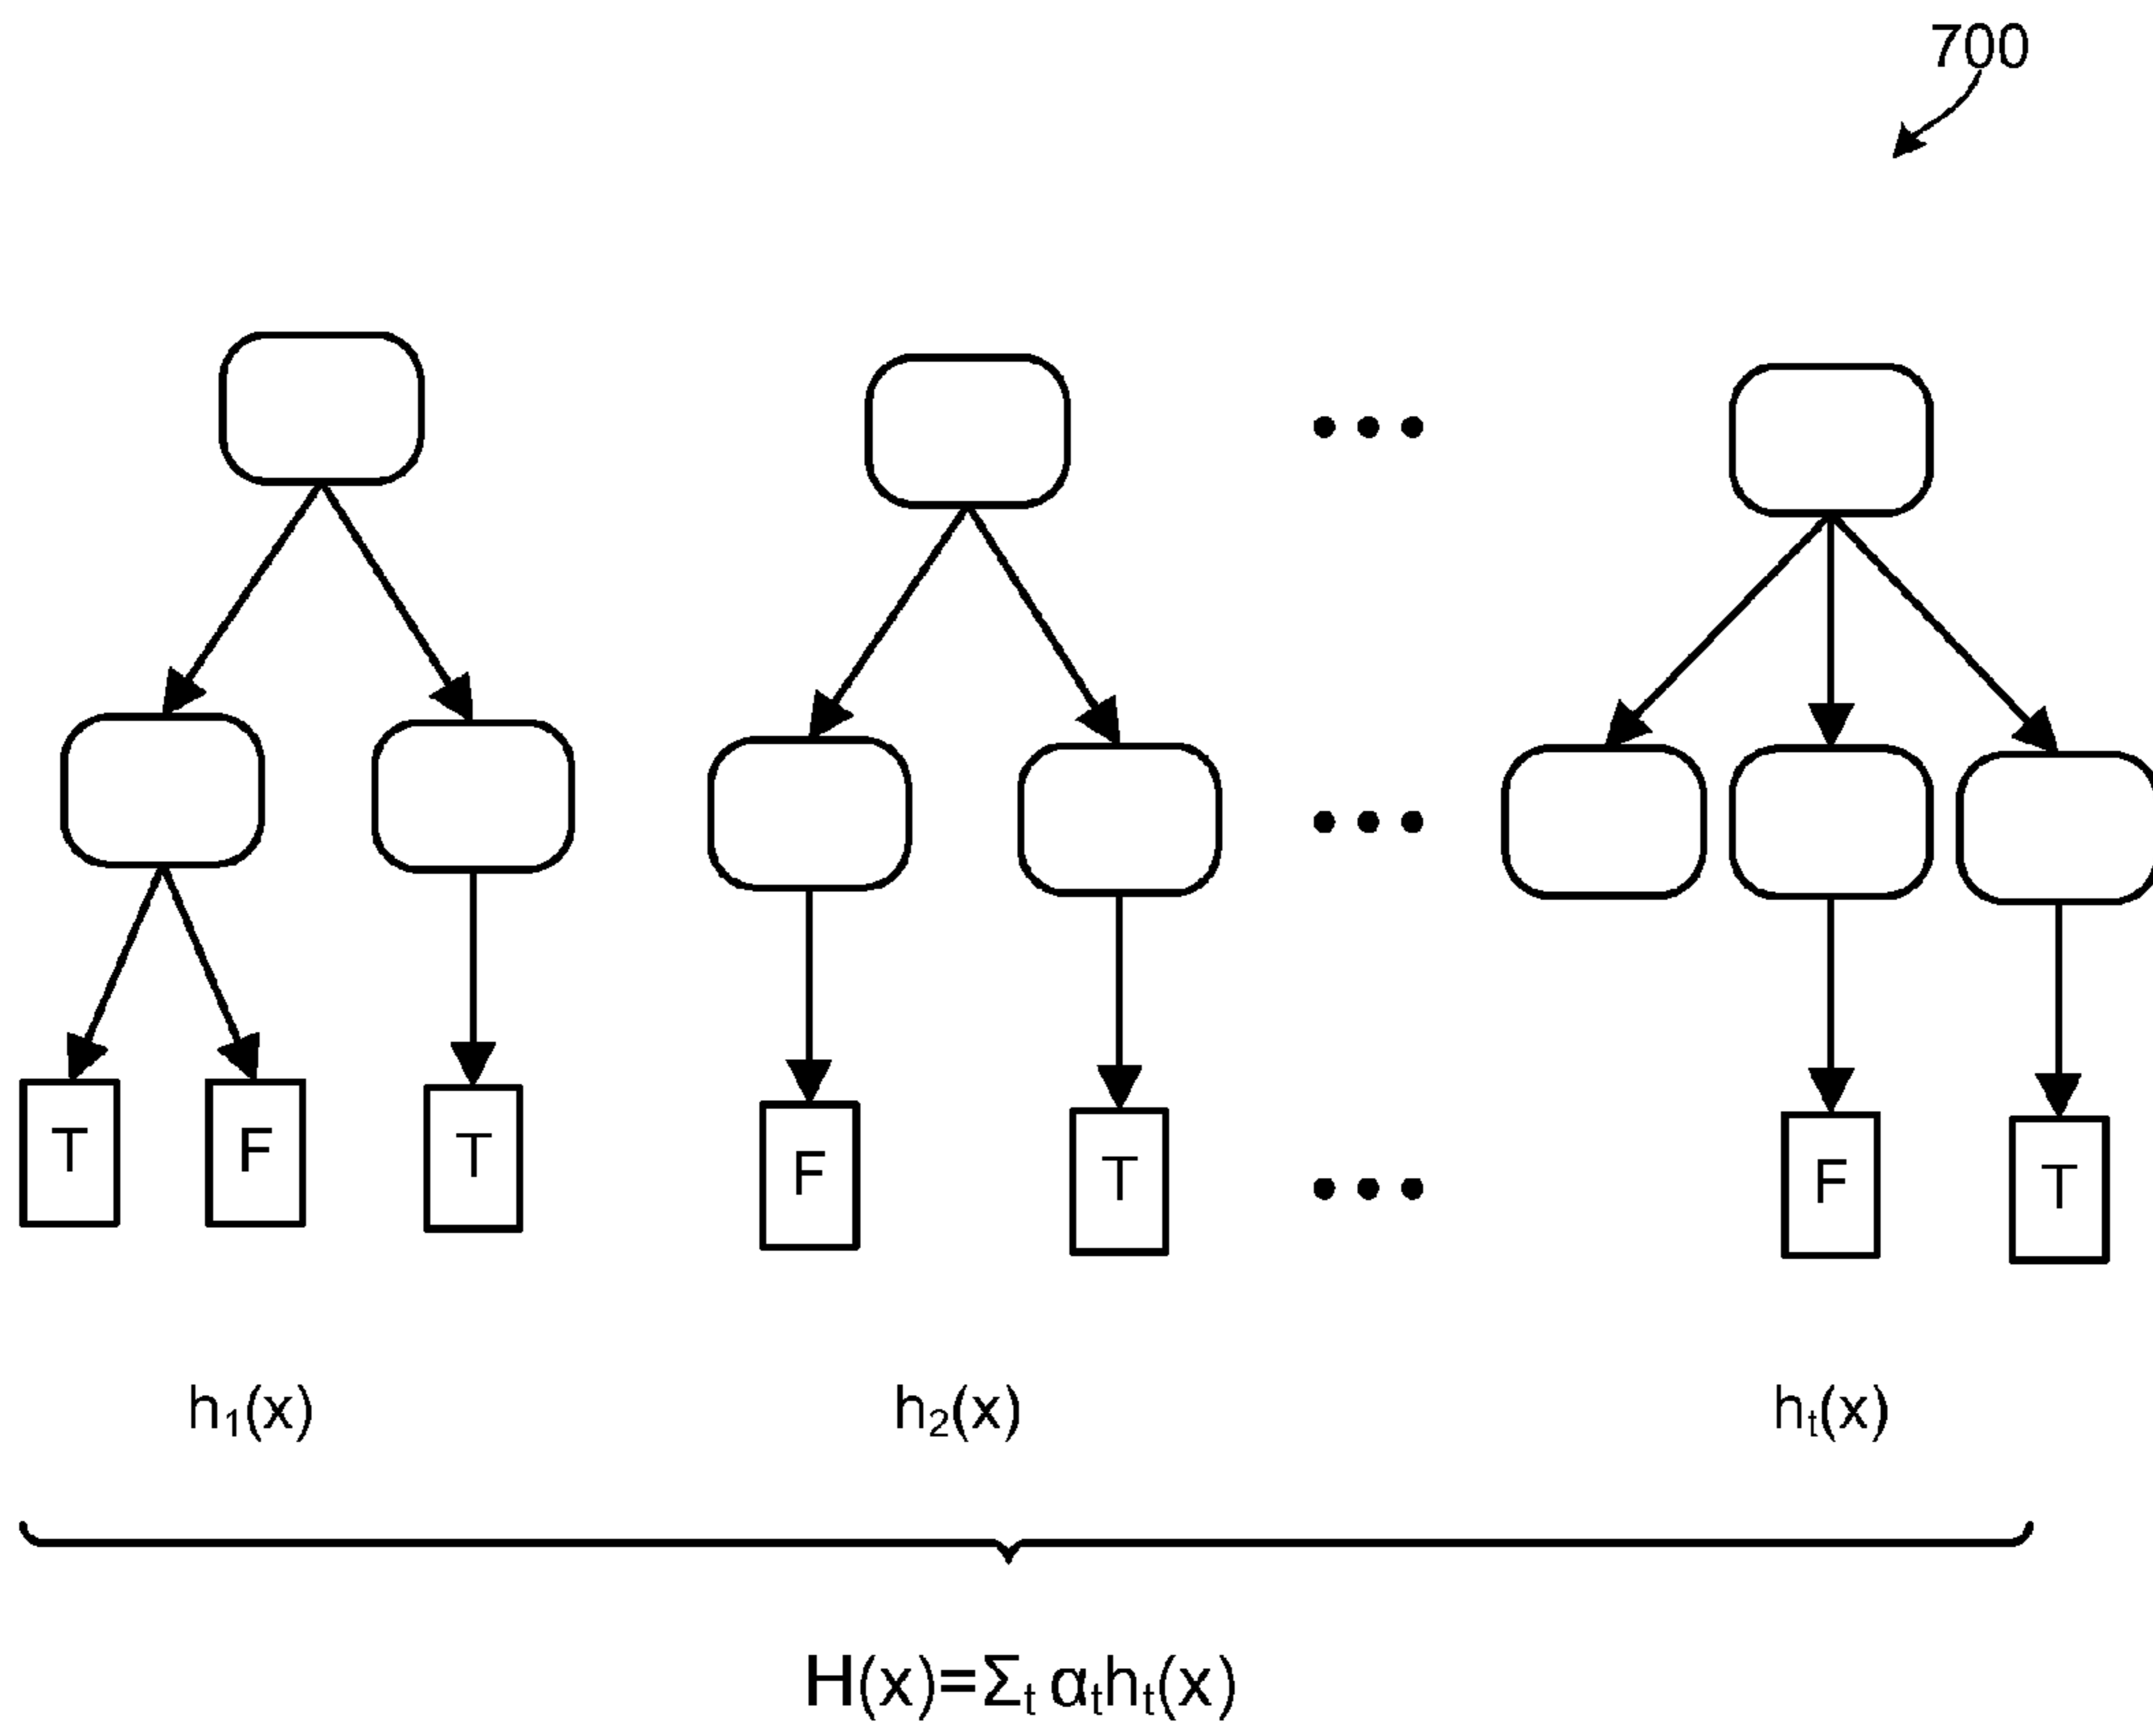 700
T F T F T F T
h₁(x) h₂(x) hₜ(x)
H(x)=Σₜ αₜhₜ(x)